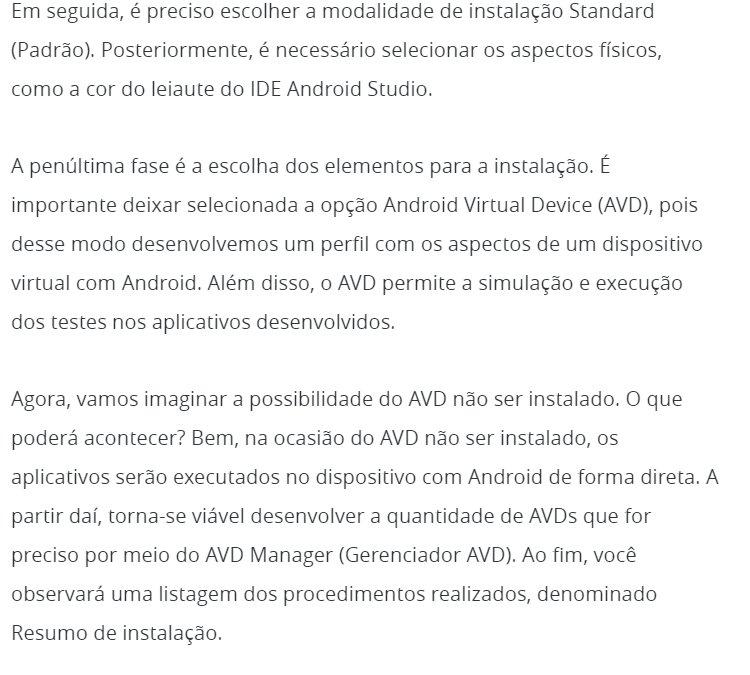 Em seguida, é preciso escolher a modalidade de instalação Standard
(Padrão). Posteriormente, é necessário selecionar os aspectos físicos,
como a cor do leiaute do IDE Android Studio.
A penúltima fase é a escolha dos elementos para a instalação. É
importante deixar selecionada a opção Android Virtual Device (AVD), pois
desse modo desenvolvemos um perfil com os aspectos de um dispositivo
virtual com Android. Além disso, o AVD permite a simulação e execução
dos testes nos aplicativos desenvolvidos.
Agora, vamos imaginar a possibilidade do AVD não ser instalado. O que
poderá acontecer? Bem, na ocasião do AVD não ser instalado, os
aplicativos serão executados no dispositivo com Android de forma direta. A
partir daí, torna-se viável desenvolver a quantidade de AVDs que for
preciso por meio do AVD Manager (Gerenciador AVD). Ao fim, você
observará uma listagem dos procedimentos realizados, denominado
Resumo de instalação.